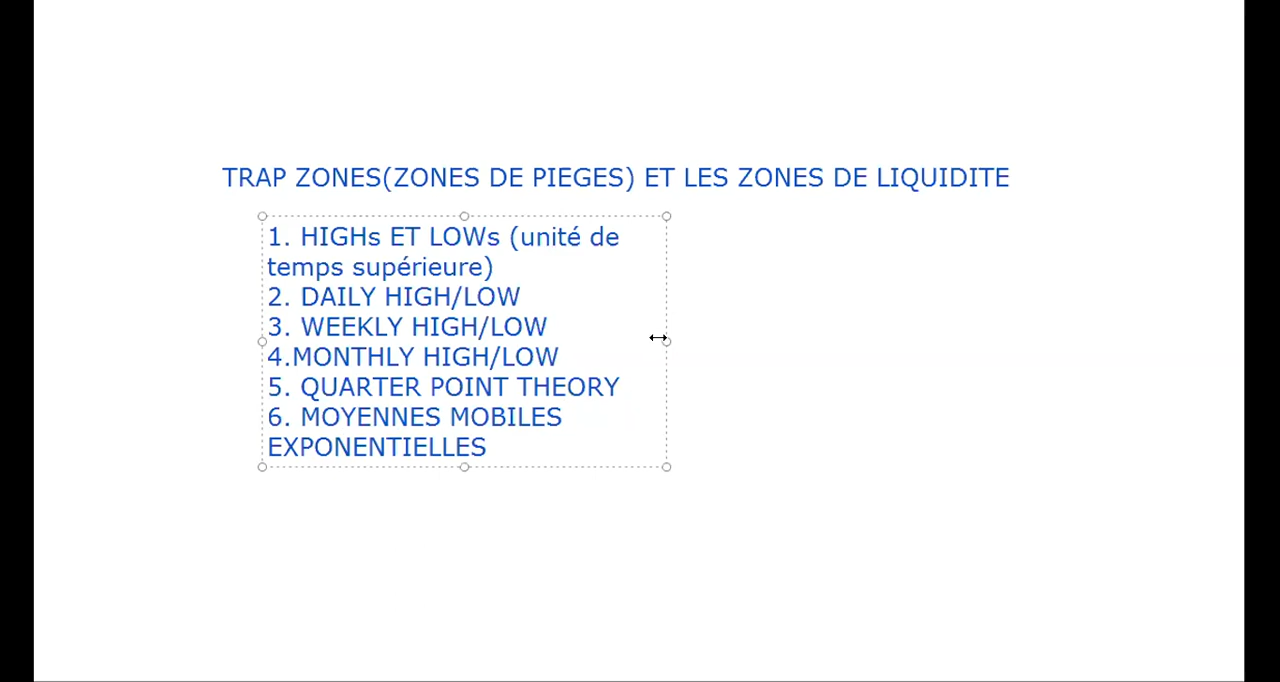 TRAP ZONES(ZONES DE PIEGES) ET LES ZONES DE LIQUIDITE
1. HIGHs ET LOWs (unité de
temps supérieure)
2. DAILY HIGH/LOW
3. WEEKLY HIGH/LOW
4.MONTHLY HIGH/LOW
5. QUARTER POINT THEORY
6. MOYENNES MOBILES
EXPONENTIELLES